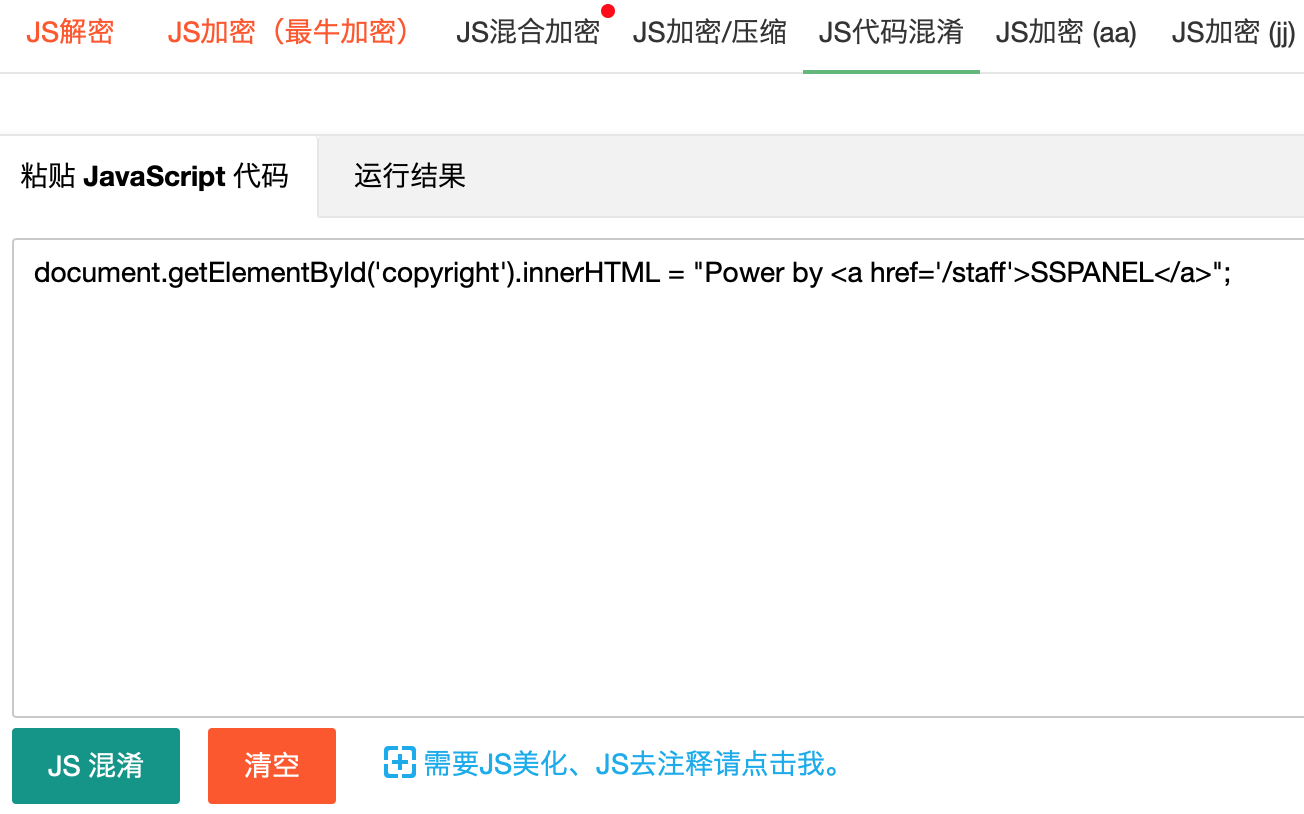 JS解密 JS加密（最牛加密） JS混合加密 JS加密/压缩 JS代码混淆 JS加密 (aa) JS加密 (jj)
粘贴 JavaScript 代码 运行结果
document.getElementById('copyright').innerHTML = "Power by <a href='/staff'>SSPANEL</a>";
JS 混淆 清空 需要JS美化、JS去注释请点击我。